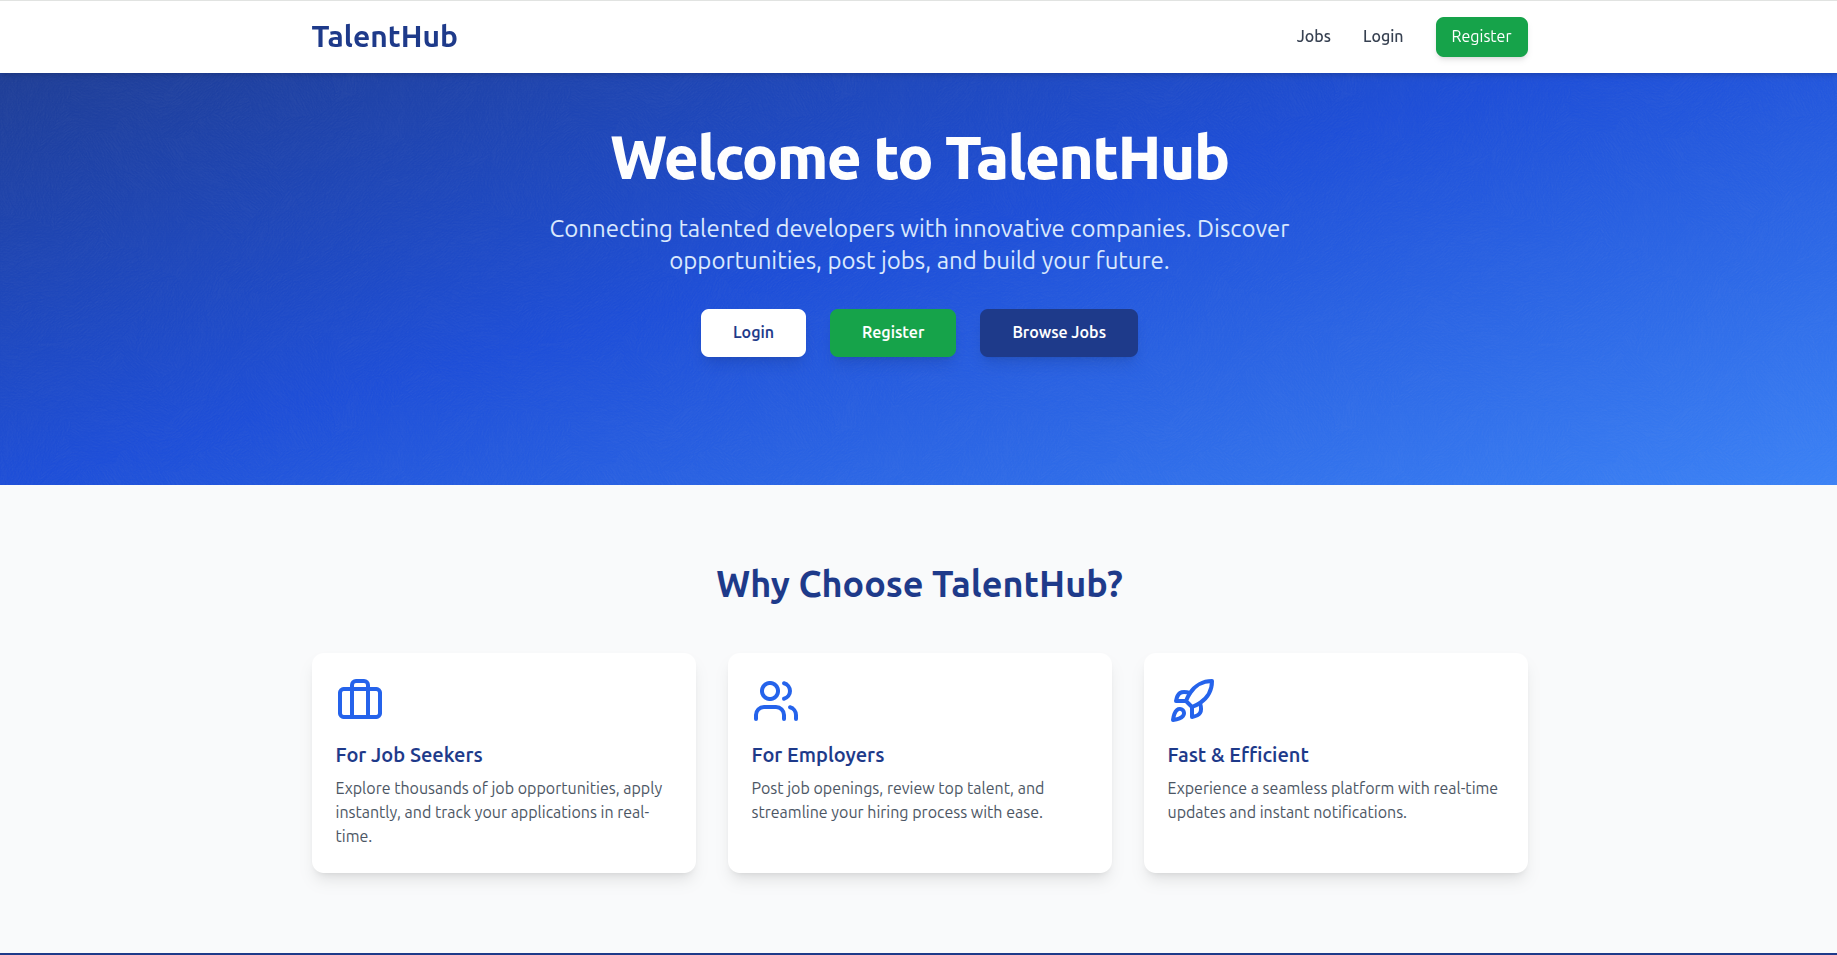 TalentHub
Jobs
Login
Register
Welcome to TalentHub
Connecting talented developers with innovative companies. Discover
opportunities, post jobs, and build your future.
Login
Register
Browse Jobs
Why Choose TalentHub?
For Job Seekers
Explore thousands of job opportunities, apply
instantly, and track your applications in real-
time.
For Employers
Post job openings, review top talent, and
streamline your hiring process with ease.
Fast & Efficient
Experience a seamless platform with real-time
updates and instant notifications.